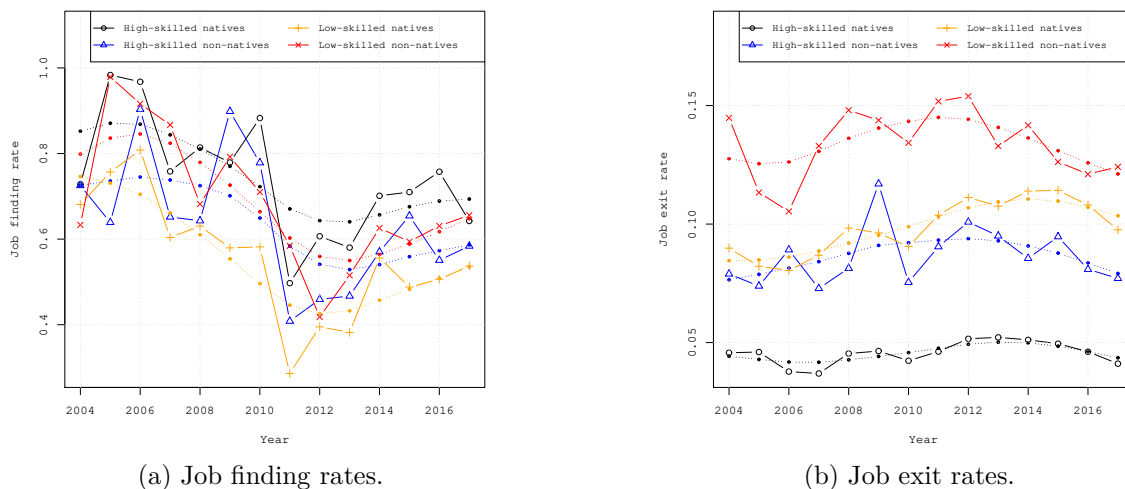 High-skilled natives
High-skilled non-natives
Low-skilled natives
Low-skilled non-natives
Job finding rate
1.0
0.8
0.6
0.4
2004 2006 2008 2010 2012 2014 2016
Year
(a) Job finding rates.
High-skilled natives
High-skilled non-natives
Low-skilled natives
Low-skilled non-natives
Job exit rate
0.15
0.10
0.05
2004 2006 2008 2010 2012 2014 2016
Year
(b) Job exit rates.